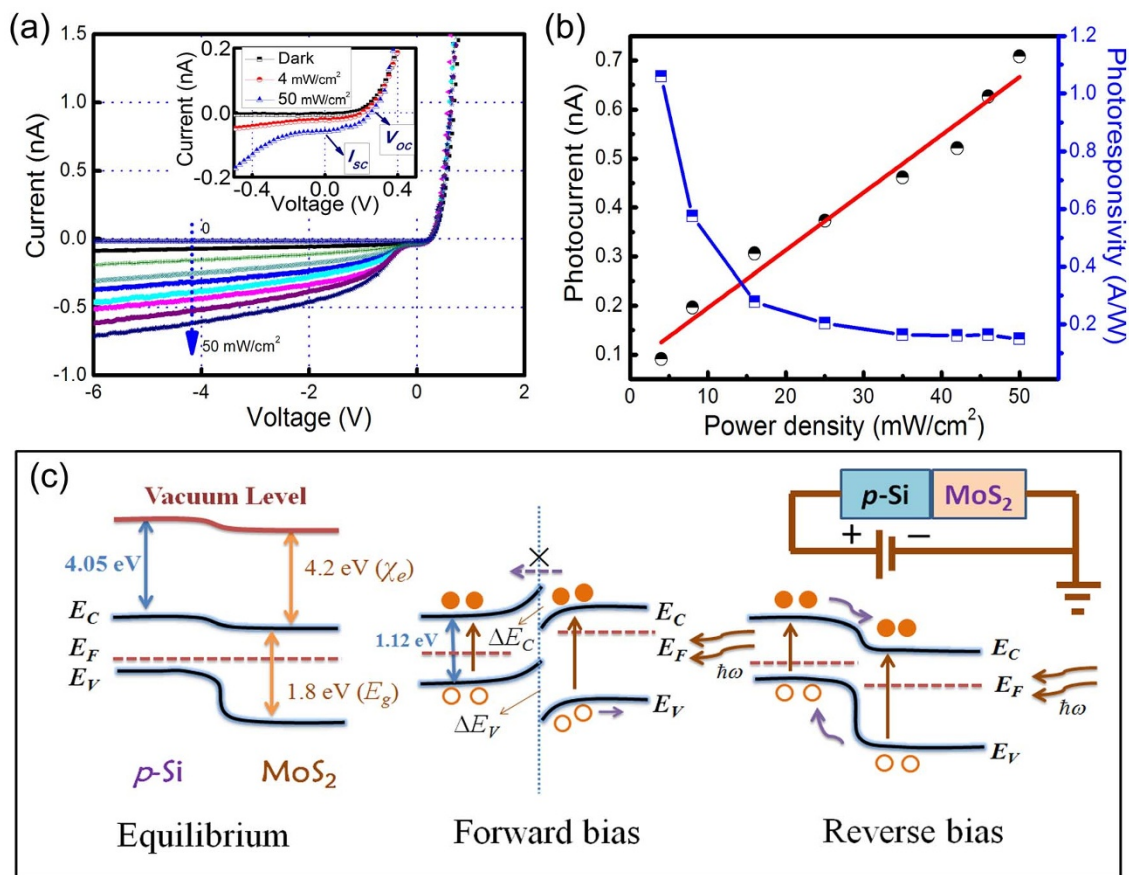 (a)
1.5
1.0
0.5
0.0
-0.5
-1.0
Current (nA)
-6 -4 -2 0 2
Voltage (V)
0
50 mW/cm²
Dark
4 mW/cm²
50 mW/cm²
0.2
0.0
-0.2
Current (nA)
-0.4 0.0 0.4
Voltage (V)
I_sc
V_oc
(b)
0.7
0.6
0.5
0.4
0.3
0.2
0.1
Photocurrent (nA)
0 10 20 30 40 50
Power density (mW/cm²)
1.2
1.0
0.8
0.6
0.4
0.2
Photoresponsivity (A/W)
(c)
Vacuum Level
4.05 eV
4.2 eV (χ_e)
E_C
E_F
E_V
1.8 eV (E_g)
p-Si
MoS₂
Equilibrium
1.12 eV
ΔE_C
ΔE_V
E_C
E_F
E_V
ħω
Forward bias
p-Si
MoS₂
+ −
E_C
E_F
E_V
ħω
Reverse bias